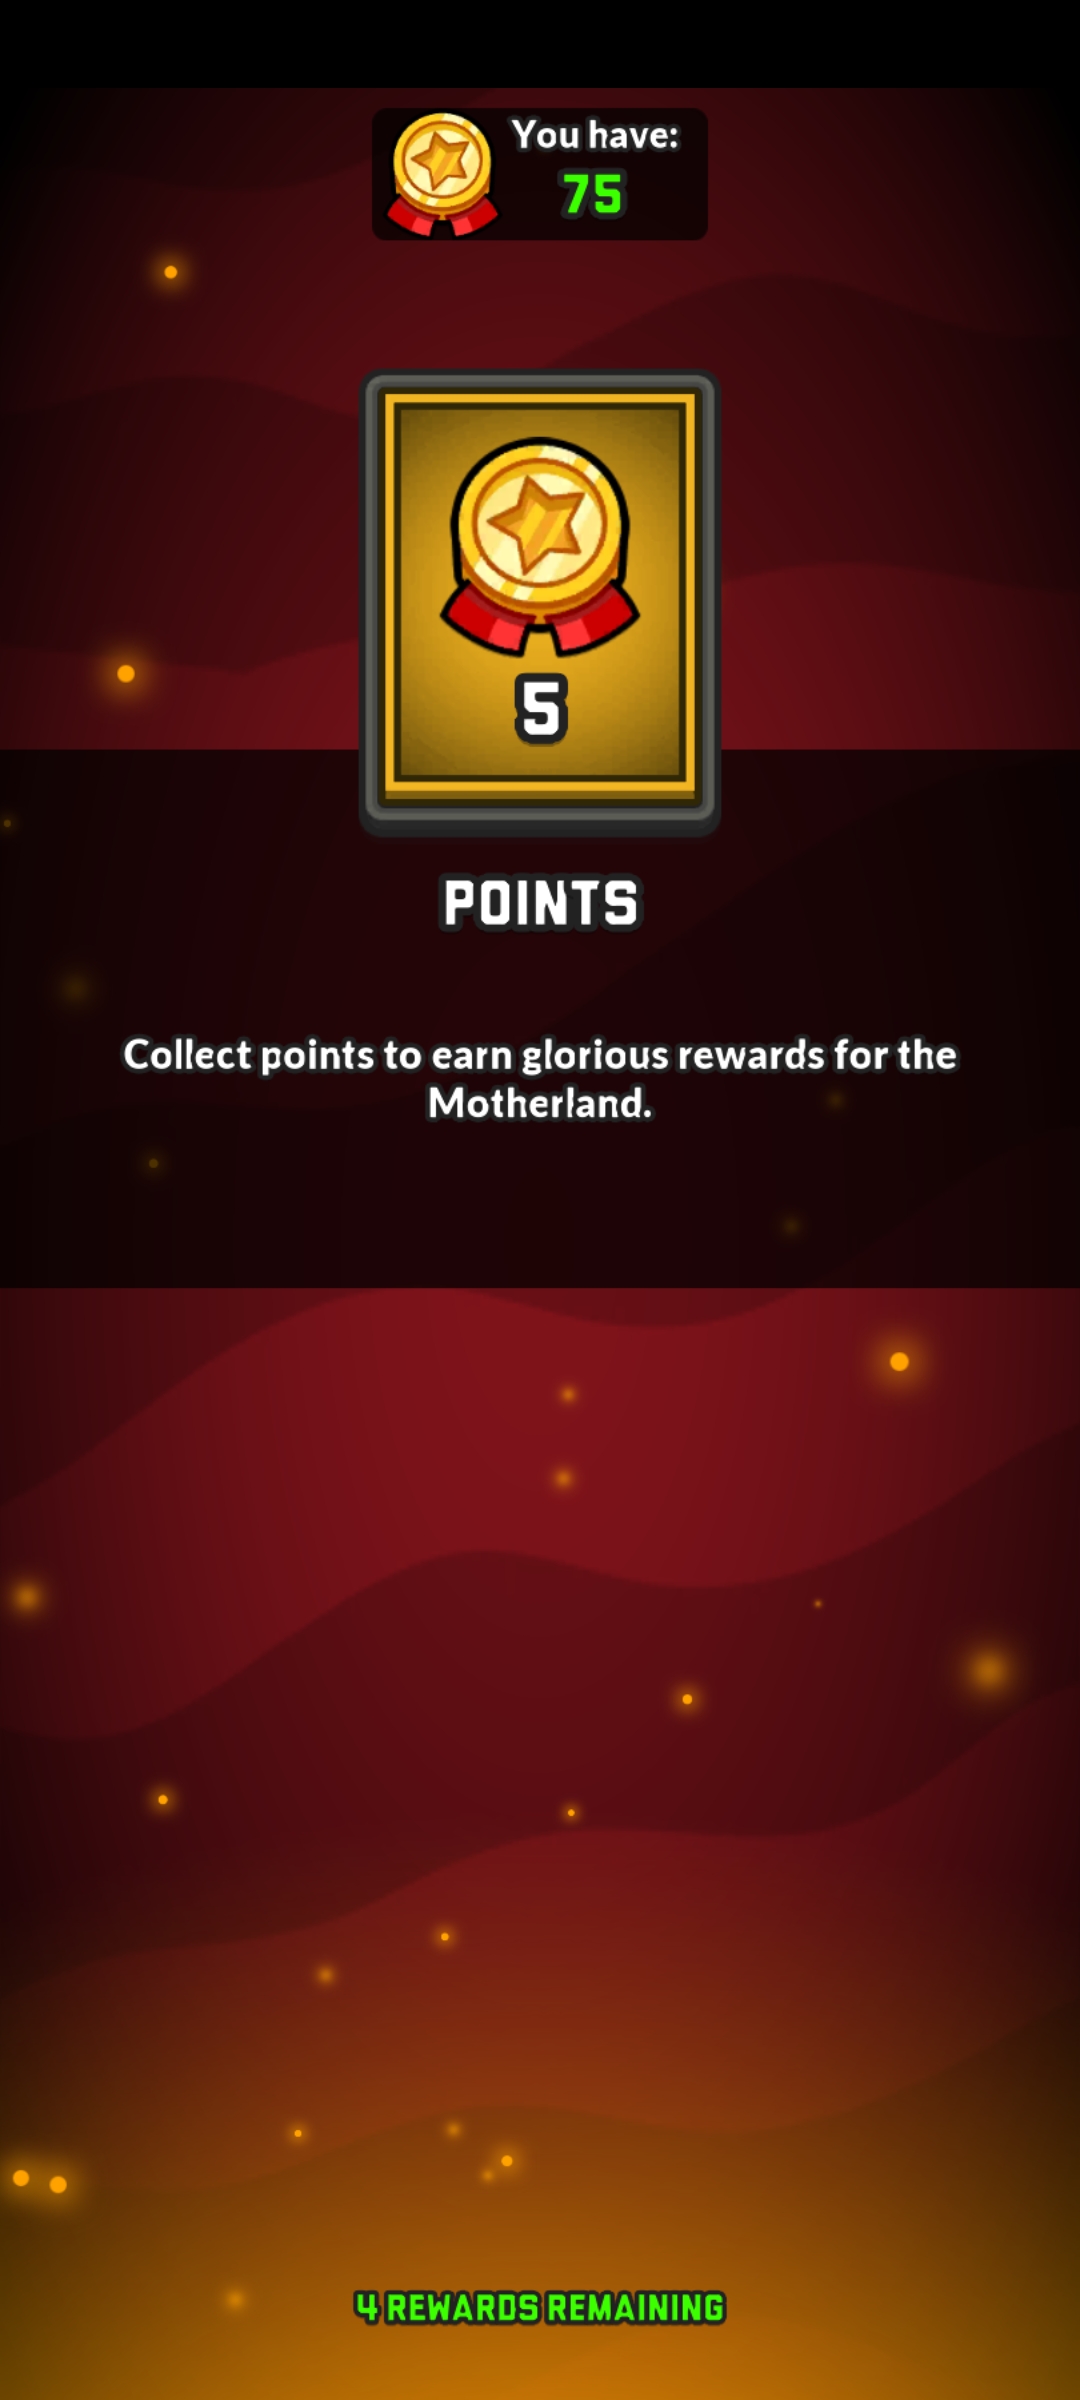 You have:
75
5
POINTS
Collect points to earn glorious rewards for the
Motherland.
4 REWARDS REMAINING